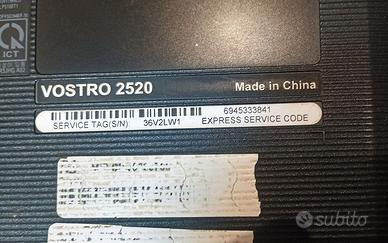 ICT
VOSTRO 2520
Made in China
6945333841
SERVICE TAG(S/N) 36V2LW1 EXPRESS SERVICE CODE
subito